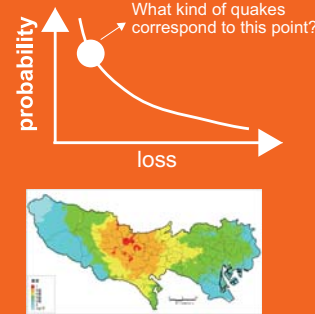 What kind of quakes
correspond to this point?
probability
loss